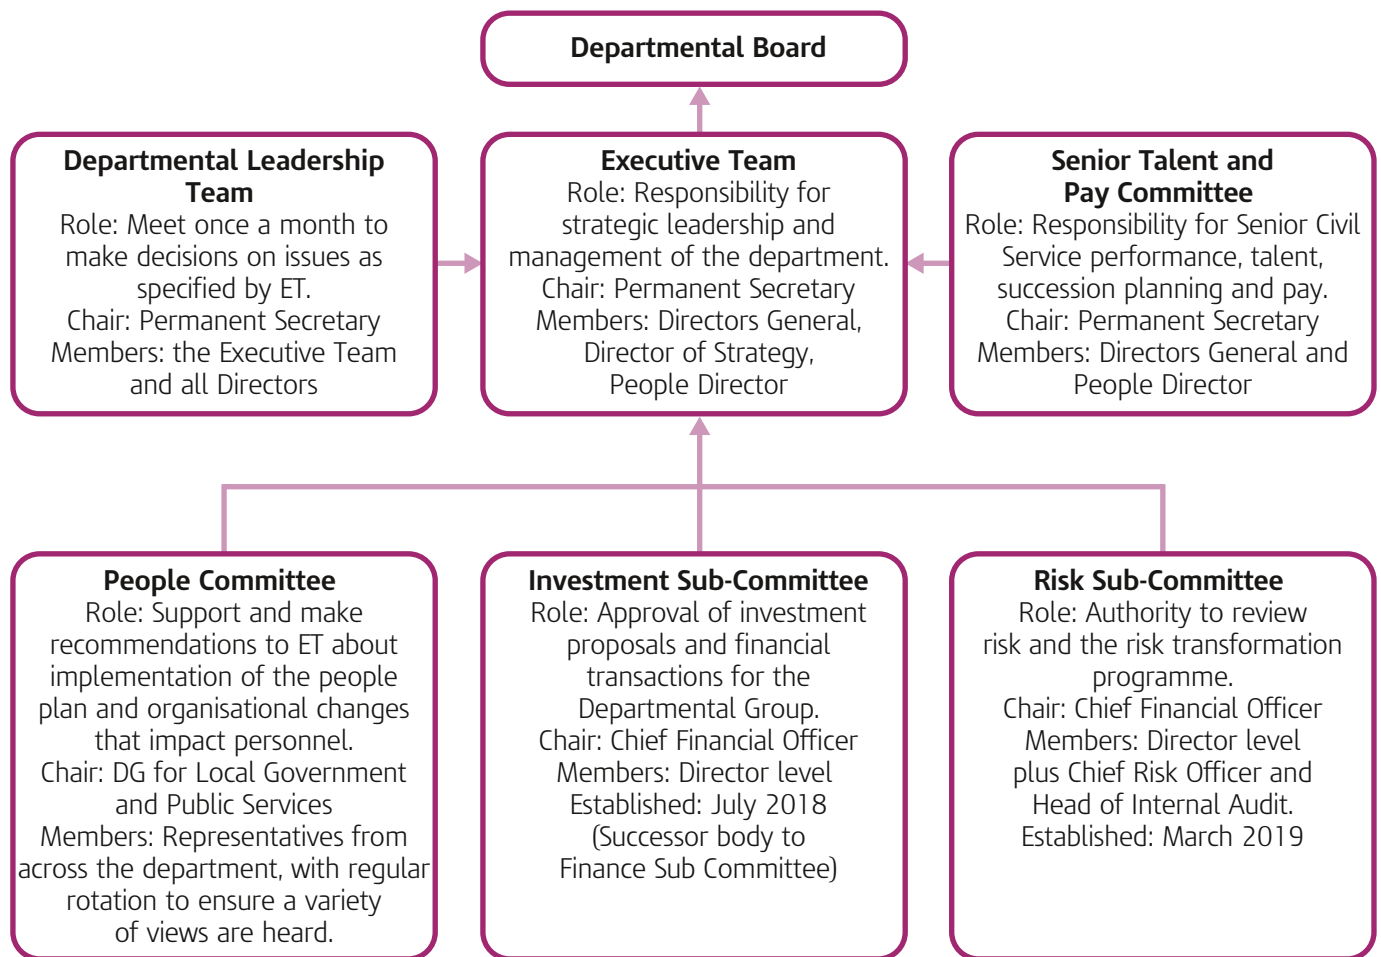 Departmental Board
Departmental Leadership
Team
Role: Meet once a month to
make decisions on issues as
specified by ET.
Chair: Permanent Secretary
Members: the Executive Team
and all Directors
Executive Team
Role: Responsibility for
strategic leadership and
management of the department.
Chair: Permanent Secretary
Members: Directors General,
Director of Strategy,
People Director
Senior Talent and
Pay Committee
Role: Responsibility for Senior Civil
Service performance, talent,
succession planning and pay.
Chair: Permanent Secretary
Members: Directors General and
People Director
People Committee
Role: Support and make
recommendations to ET about
implementation of the people
plan and organisational changes
that impact personnel.
Chair: DG for Local Government
and Public Services
Members: Representatives from
across the department, with regular
rotation to ensure a variety
of views are heard.
Investment Sub-Committee
Role: Approval of investment
proposals and financial
transactions for the
Departmental Group.
Chair: Chief Financial Officer
Members: Director level
Established: July 2018
(Successor body to
Finance Sub Committee)
Risk Sub-Committee
Role: Authority to review
risk and the risk transformation
programme.
Chair: Chief Financial Officer
Members: Director level
plus Chief Risk Officer and
Head of Internal Audit.
Established: March 2019